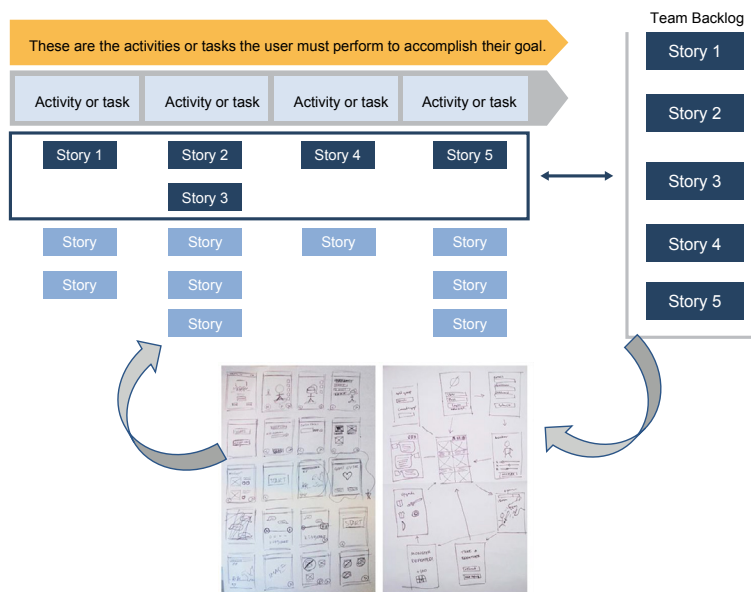 Team Backlog
These are the activities or tasks the user must perform to accomplish their goal.
Activity or task Activity or task Activity or task Activity or task
Story 1 Story 2 Story 4 Story 5
Story 3
Story Story Story Story
Story Story Story
Story Story
Story 1
Story 2
Story 3
Story 4
Story 5
START